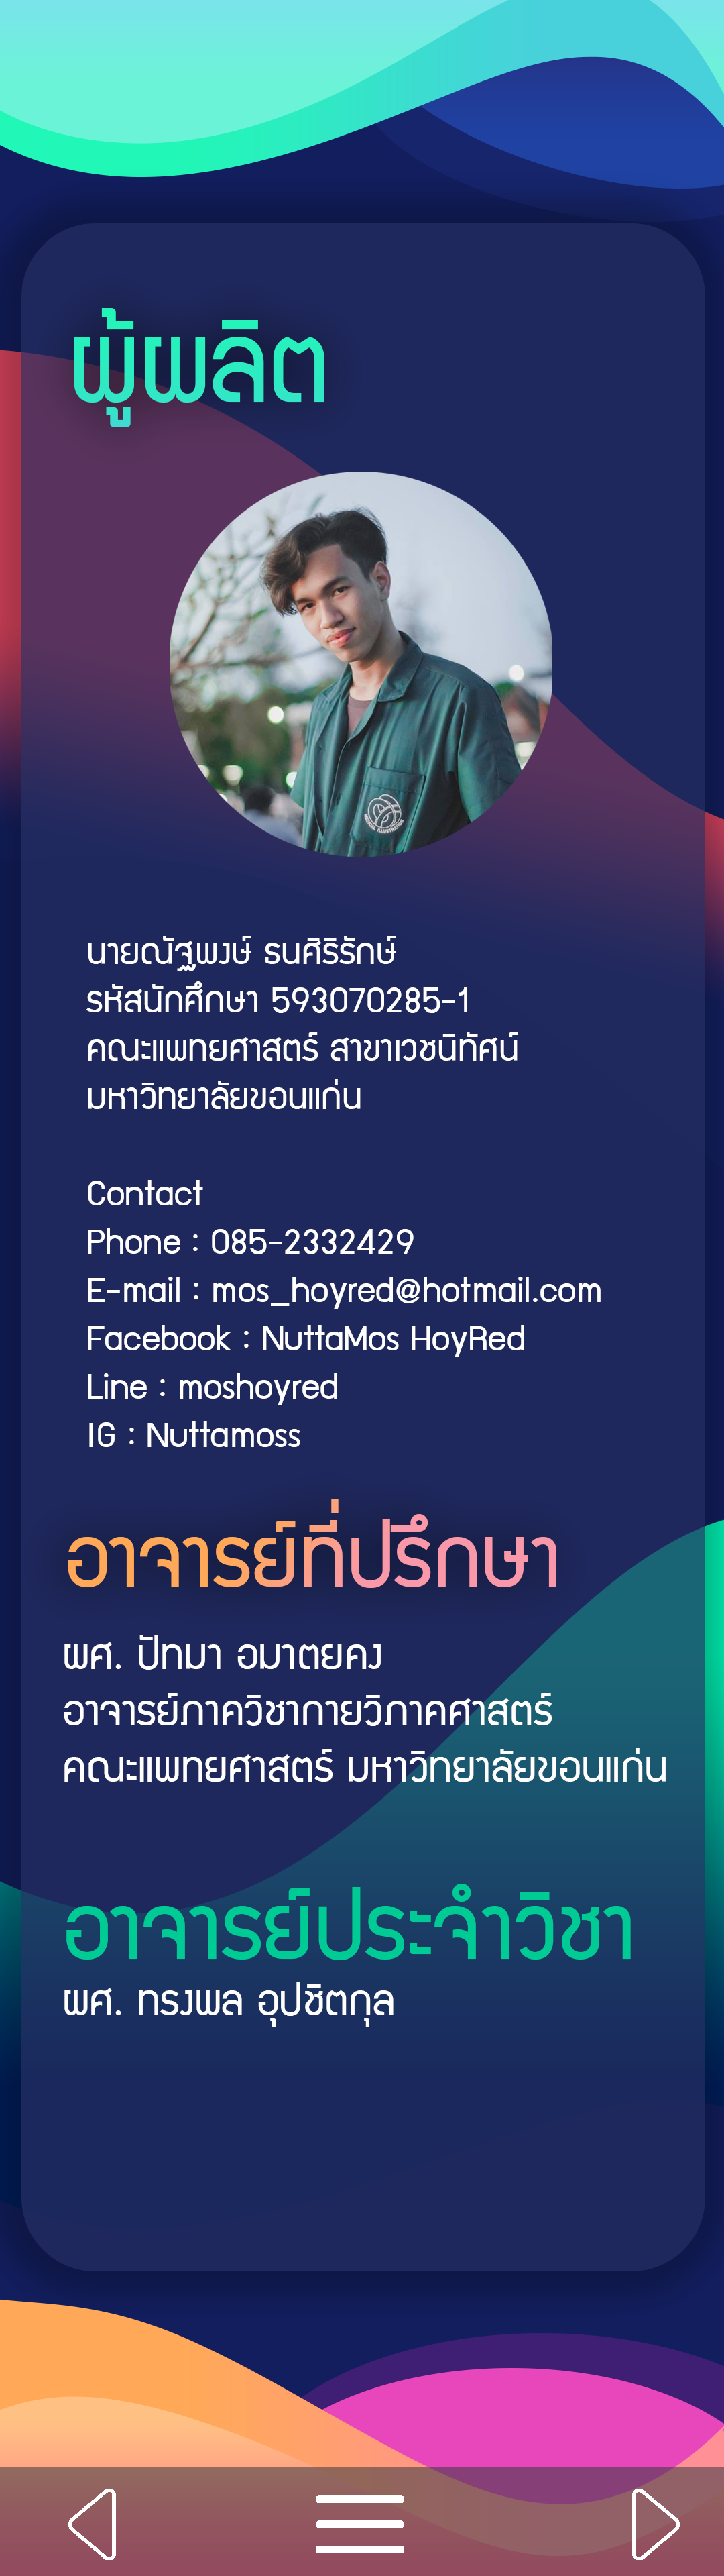 ผู้ผลิต
นายณัฐพงษ์ ธนศิริรักษ์
รหัสนักศึกษา 593070285-1
คณะแพทยศาสตร์ สาขาเวชนิทัศน์
มหาวิทยาลัยขอนแก่น
Contact
Phone : 085-2332429
E-mail : mos_hoyred@hotmail.com
Facebook : NuttaMos HoyRed
Line : moshoyred
IG : Nuttamoss
อาจารย์ที่ปรึกษา
ผศ. ปัทมา อมาตยคง
อาจารย์ภาควิชากายวิภาคศาสตร์
คณะแพทยศาสตร์ มหาวิทยาลัยขอนแก่น
อาจารย์ประจำวิชา
ผศ. ทรงพล อุปชิตกุล